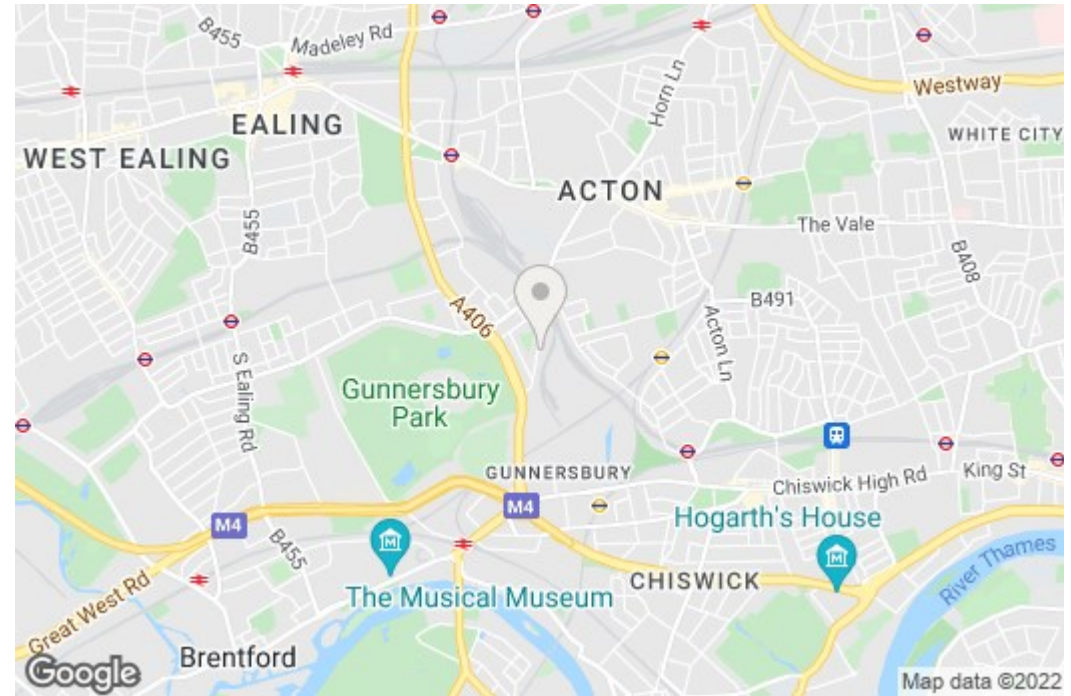 B455
Madeley Rd
Horn Ln
Westway
EALING
WHITE CITY
WEST EALING
ACTON
The Vale
B455
B408
B491
A406
Acton Ln
S Ealing Rd
Gunnersbury
Park
GUNNERSBURY
King St
Chiswick High Rd
M4
M4
Hogarth's House
B455
River Thames
CHISWICK
The Musical Museum
Great West Rd
Brentford
Google
Map data ©2022